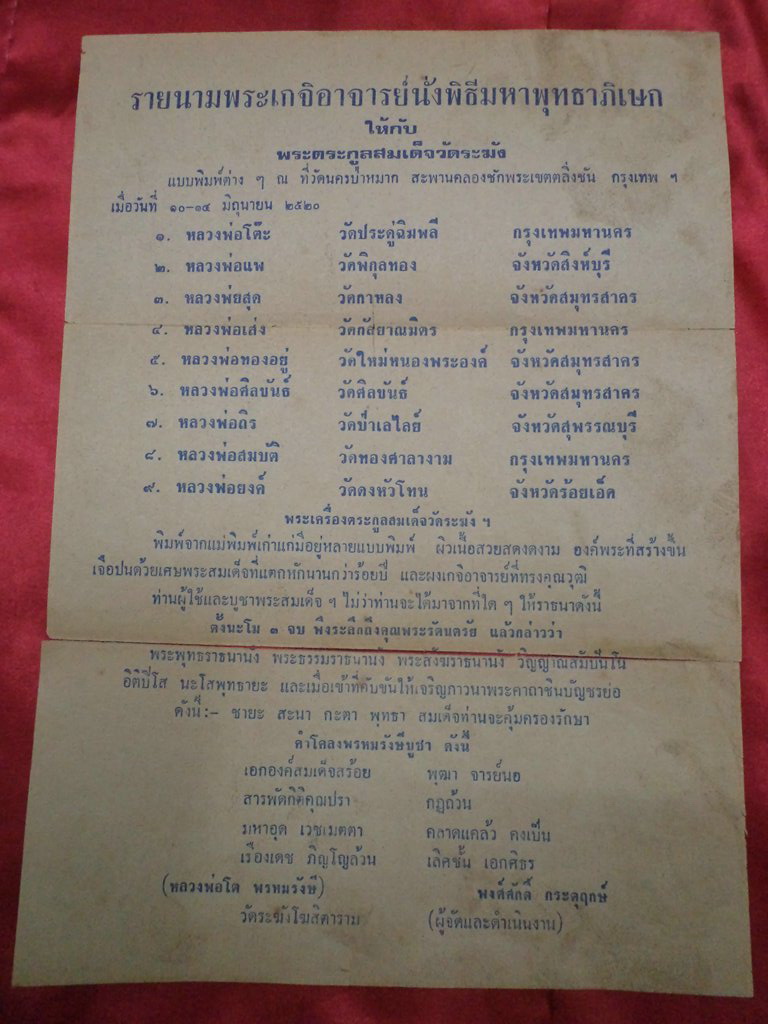 รายนามพระเกจิอาจารย์นั่งพิธีมหาพุทธาภิเษก
ให้กับ
พระตระกูลสมเด็จวัดระฆัง
แบบพิมพ์ต่าง ๆ ณ ที่วัดนครป่าหมาก สะพานคลองชักพระเขตตลิ่งชัน กรุงเทพ ฯ
เมื่อวันที่ ๑๐-๑๔ มิถุนายน ๒๕๒๐
๑. หลวงพ่อโต๊ะ วัดประดู่ฉิมพลี กรุงเทพมหานคร
๒. หลวงพ่อแพ วัดพิกุลทอง จังหวัดสิงห์บุรี
๓. หลวงพ่ยสุด วัดกาหลง จังหวัดสมุทรสาคร
๔. หลวงพ่อเส่ง วัดกัลยาณมิตร กรุงเทพมหานคร
๕. หลวงพ่อทองอยู่ วัดใหม่หนองพระองค์ จังหวัดสมุทรสาคร
๖. หลวงพ่อศีลขันธ์ วัดศีลขันธ์ จังหวัดสมุทรสาคร
๗. หลวงพ่อถิร วัดป่าเลไลย์ จังหวัดสุพรรณบุรี
๘. หลวงพ่อสมบัติ วัดทองศาลางาม กรุงเทพมหานคร
๙. หลวงพ่อยงค์ วัดดงหัวโทน จังหวัดร้อยเอ็ด
พระเครื่องตระกูลสมเด็จวัดระฆัง ฯ
พิมพ์จากแม่พิมพ์เก่าแก่มีอยู่หลายแบบพิมพ์ ผิวเนื้อสวยสดงดงาม องค์พระที่สร้างขึ้น
เจือปนด้วยเศษพระสมเด็จที่แตกหักนานกว่าร้อยปี และผงเกจิอาจารย์ที่ทรงคุณวุฒิ
ท่านผู้ใช้และบูชาพระสมเด็จ ฯ ไม่ว่าท่านจะได้มาจากที่ใด ๆ ให้ราธนาดังนี้
ตั้งนะโม ๓ จบ พึงระลึกถึงคุณพระรัตนตรัย แล้วกล่าวว่า
พระพุทธราธนานัง พระธรรมราธนานัง พระสังฆราธนานัง วิญญาณสัมปันโน
อิติปิโส นะโสพุทธายะ และเมื่อเข้าที่คับขันให้เจริญภาวนาพระคาถาชินบัญชรย่อ
ดังนี้:- ชายะ สะนา กะตา พุทธา สมเด็จท่านจะคุ้มครองรักษา
คำโคลงพรหมรังษีบูชา ดังนี้
เอกองค์สมเด็จสร้อย พุฒา จารย์นอ
สารพัดกิติคุณปรา กฏถ้วน
มหาอุด เวชเมตตา คลาดแคล้ว คงเป็น
เรืองเดช ภิญโญล้วน เลิศชั้น เอกศิธร
(หลวงพ่อโต พรหมรังษี) พงศ์ศักดิ์ กระดุฤกษ์
วัดระฆังโฆสิตาราม (ผู้จัดและดำเนินงาน)